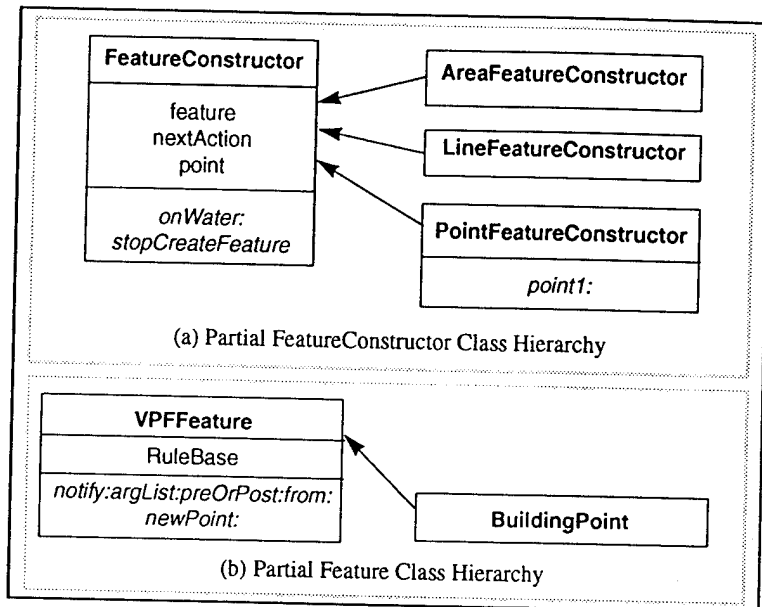 FeatureConstructor
feature
nextAction
point
onWater:
stopCreateFeature
AreaFeatureConstructor
LineFeatureConstructor
PointFeatureConstructor
point1:
(a) Partial FeatureConstructor Class Hierarchy
VPFFeature
RuleBase
notify:argList:preOrPost:from:
newPoint:
BuildingPoint
(b) Partial Feature Class Hierarchy